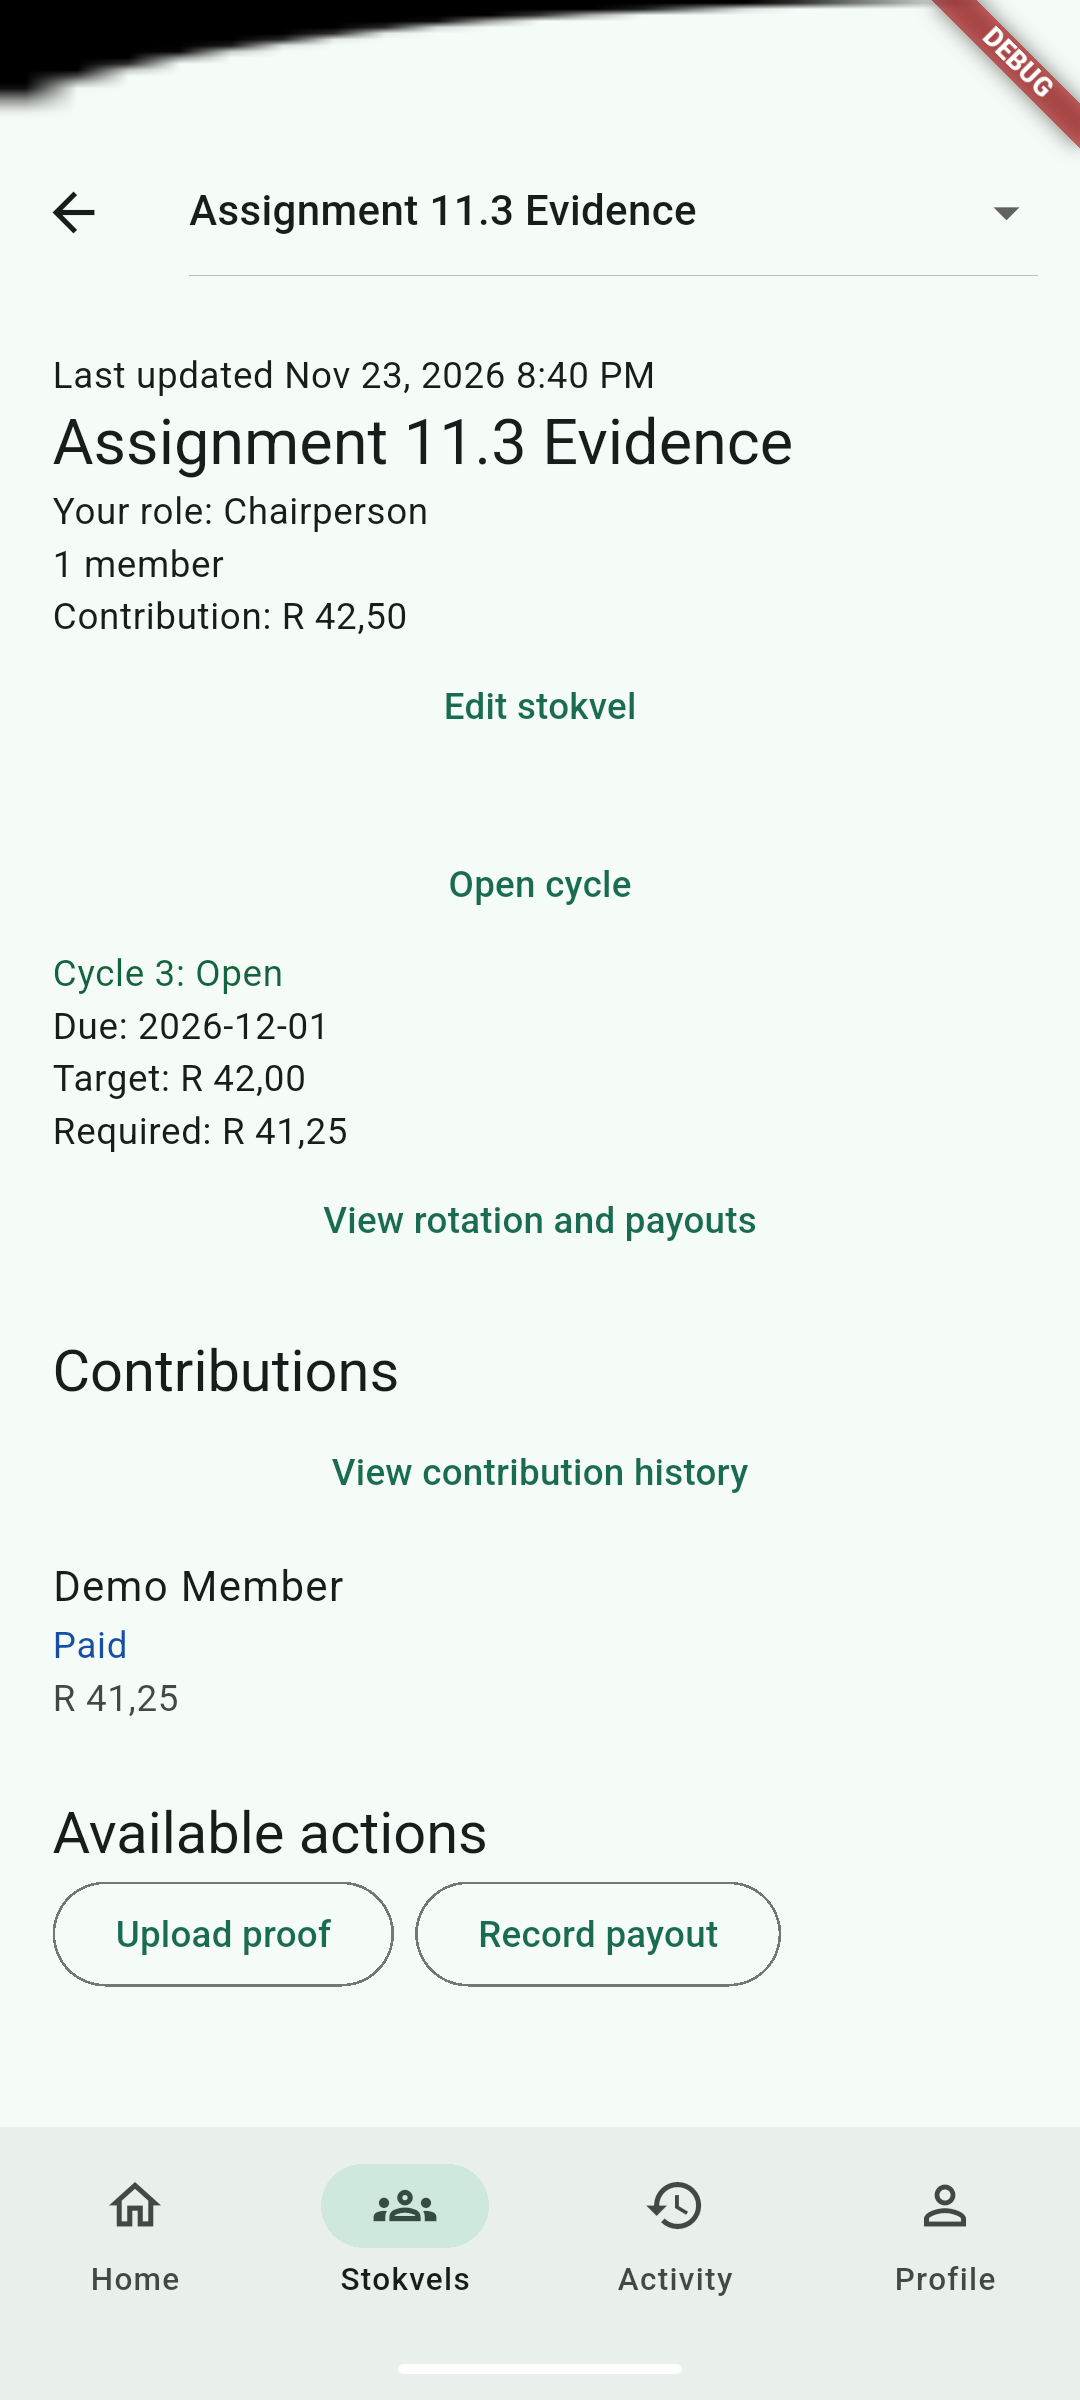 DEBUG
Assignment 11.3 Evidence
Last updated Nov 23, 2026 8:40 PM
Assignment 11.3 Evidence
Your role: Chairperson
1 member
Contribution: R 42,50
Edit stokvel
Open cycle
Cycle 3: Open
Due: 2026-12-01
Target: R 42,00
Required: R 41,25
View rotation and payouts
Contributions
View contribution history
Demo Member
Paid
R 41,25
Available actions
Upload proof Record payout
Home Stokvels Activity Profile